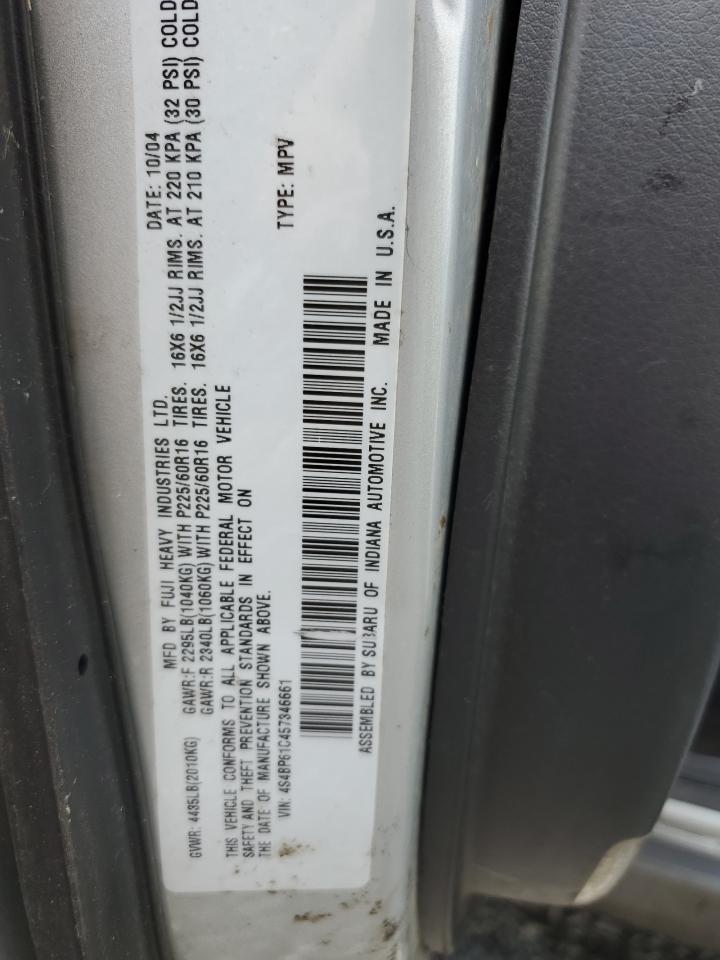 MFD BY FUJI HEAVY INDUSTRIES LTD. DATE: 10/04
GVWR: 4435LB(2010KG) GAWR:F 2295LB(1040KG) WITH P225/60R16 TIRES. 16X6 1/2JJ RIMS. AT 220 KPA (32 PSI) COLD
GAWR:R 2340LB(1060KG) WITH P225/60R16 TIRES. 16X6 1/2JJ RIMS. AT 210 KPA (30 PSI) COLD
THIS VEHICLE CONFORMS TO ALL APPLICABLE FEDERAL MOTOR VEHICLE
SAFETY AND THEFT PREVENTION STANDARDS IN EFFECT ON
THE DATE OF MANUFACTURE SHOWN ABOVE.
VIN: 4S4BP61C457346661 TYPE: MPV
ASSEMBLED BY SUBARU OF INDIANA AUTOMOTIVE INC. MADE IN U.S.A.